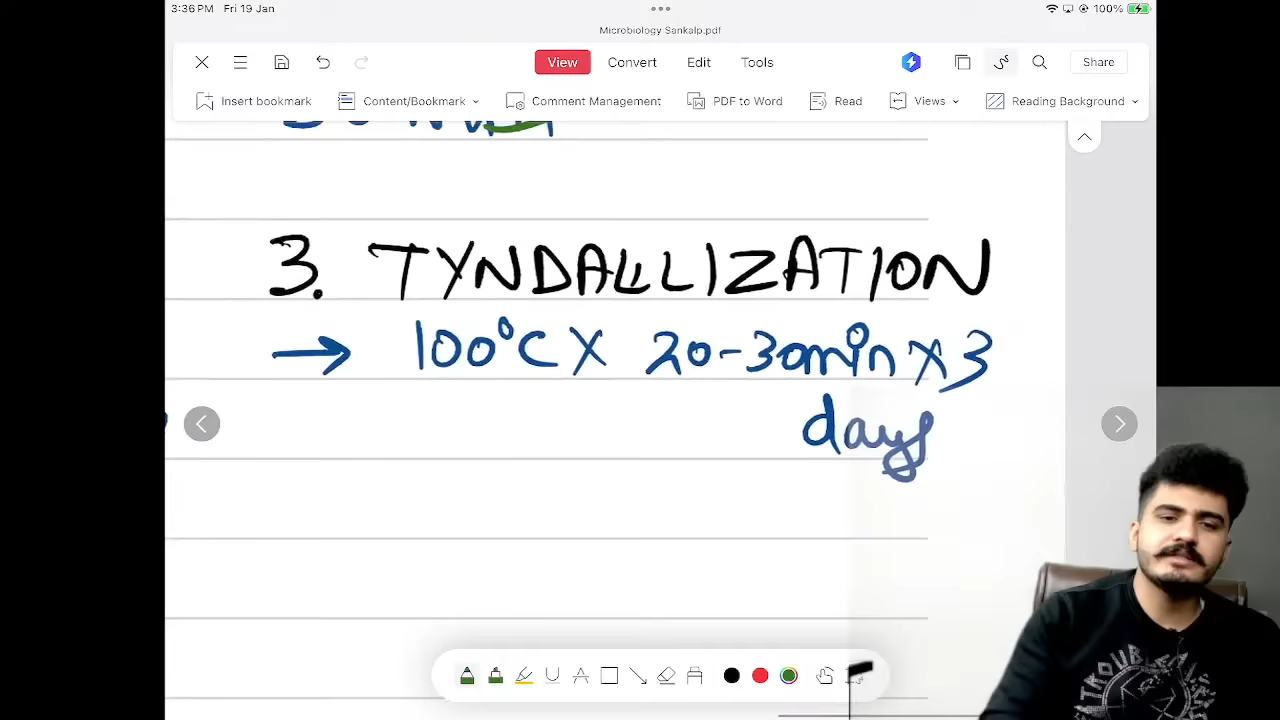 3:36 PM Fri 19 Jan
100%
Microbiology Sankalp.pdf
View Convert Edit Tools Share
Insert bookmark Content/Bookmark Comment Management PDF to Word Read Views Reading Background
3. TYNDALLIZATION
→ 100°C X 20-30min X 3
days